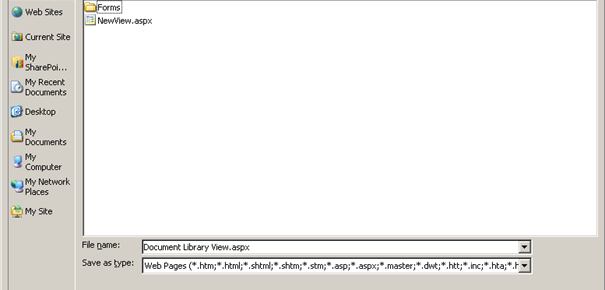 Web Sites
Current Site
My
SharePoi...
My Recent
Documents
Desktop
My
Documents
My
Computer
My Network
Places
My Site
Forms
NewView.aspx
File name:
Document Library View.aspx
Save as type:
Web Pages (*.htm;*.html;*.shtml;*.shtm;*.stm;*.asp;*.aspx;*.master;*.dwt;*.htt;*.inc;*.hta;*.h